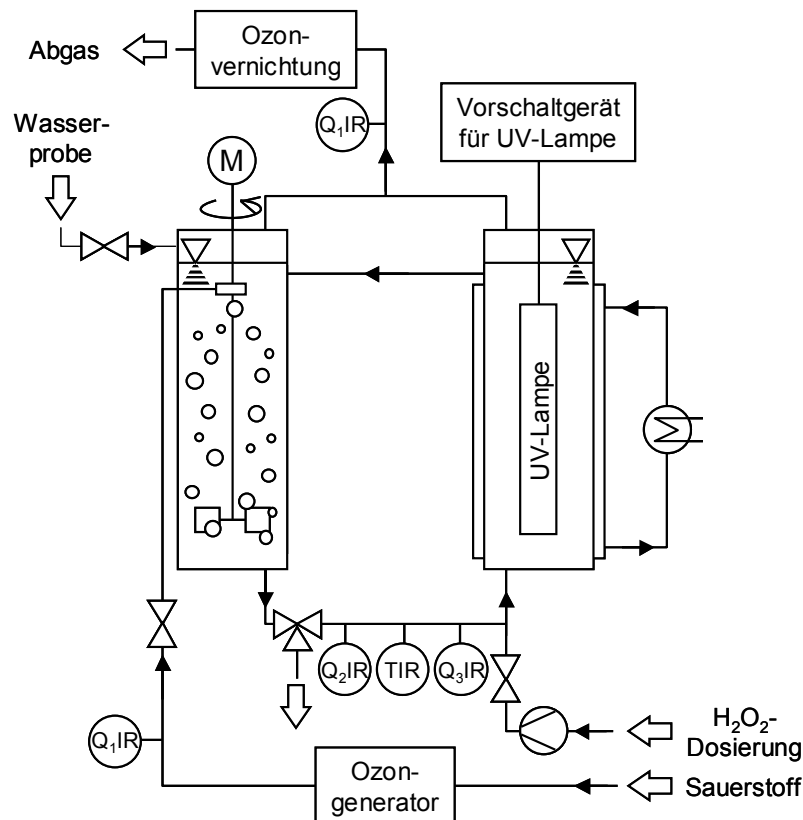 Abgas
Ozon-
vernichtung
Q₁IR
Vorschaltgerät
für UV-Lampe
Wasser-
probe
M
UV-Lampe
Q₂IR
TIR
Q₃IR
Q₁IR
H₂O₂-
Dosierung
Ozon-
generator
Sauerstoff